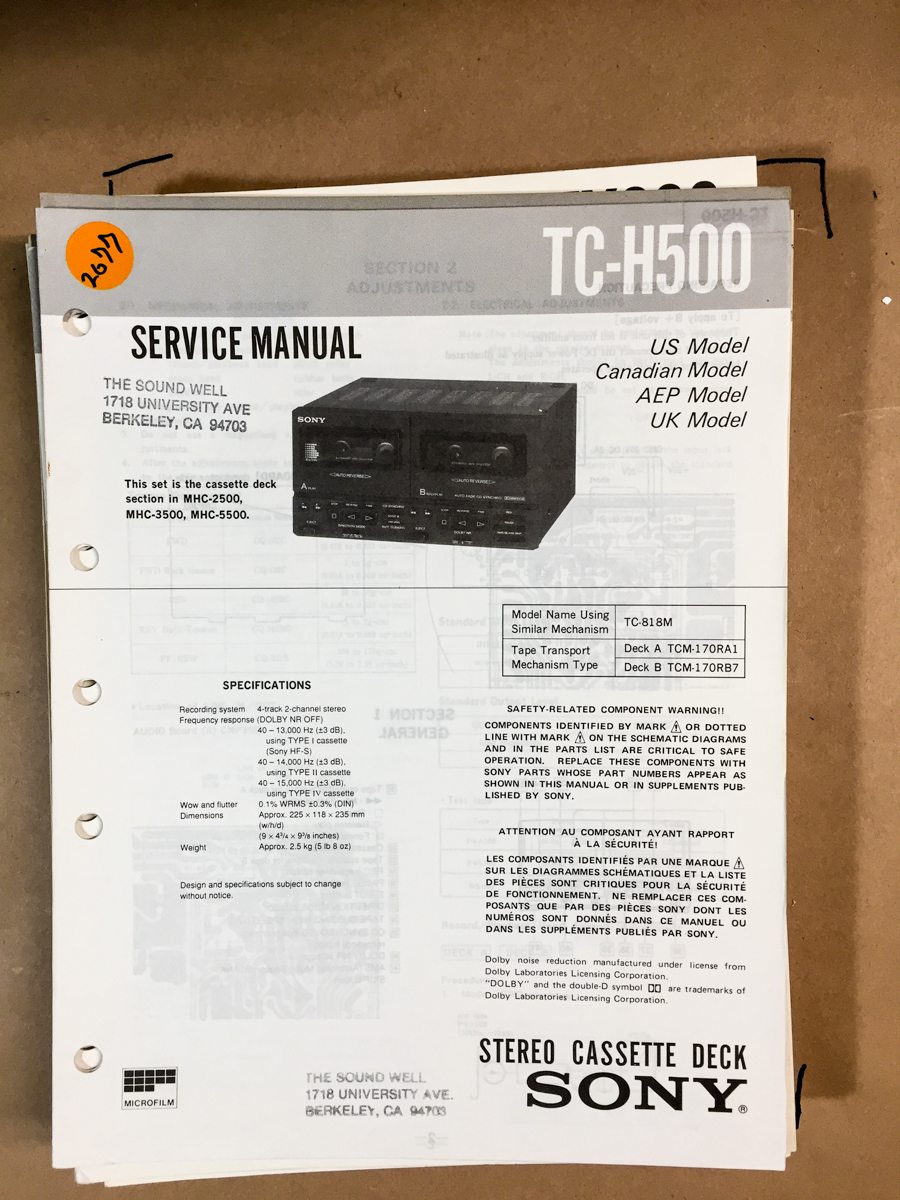 2677
TC-H500
SERVICE MANUAL
US Model
Canadian Model
AEP Model
UK Model
THE SOUND WELL
1718 UNIVERSITY AVE
BERKELEY, CA 94703
SONY
This set is the cassette deck
section in MHC-2500,
MHC-3500, MHC-5500.
Model Name Using
Similar Mechanism
TC-818M
Tape Transport
Mechanism Type
Deck A TCM-170RA1
Deck B TCM-170RB7
SPECIFICATIONS
Recording system 4-track 2-channel stereo
Frequency response (DOLBY NR OFF)
40 – 13,000 Hz (±3 dB),
using TYPE I cassette
(Sony HF-S)
40 – 14,000 Hz (±3 dB),
using TYPE II cassette
40 – 15,000 Hz (±3 dB),
using TYPE IV cassette
Wow and flutter 0.1% WRMS ±0.3% (DIN)
Dimensions Approx. 225 × 118 × 235 mm
(w/h/d)
(9 × 4 3/4 × 9 3/8 inches)
Weight Approx. 2.5 kg (5 lb 8 oz)
Design and specifications subject to change
without notice.
SAFETY-RELATED COMPONENT WARNING!!
COMPONENTS IDENTIFIED BY MARK ⚠ OR DOTTED
LINE WITH MARK ⚠ ON THE SCHEMATIC DIAGRAMS
AND IN THE PARTS LIST ARE CRITICAL TO SAFE
OPERATION. REPLACE THESE COMPONENTS WITH
SONY PARTS WHOSE PART NUMBERS APPEAR AS
SHOWN IN THIS MANUAL OR IN SUPPLEMENTS PUB-
LISHED BY SONY.
ATTENTION AU COMPOSANT AYANT RAPPORT
À LA SÉCURITÉ!
LES COMPOSANTS IDENTIFIÉS PAR UNE MARQUE ⚠
SUR LES DIAGRAMMES SCHÉMATIQUES ET LA LISTE
DES PIÈCES SONT CRITIQUES POUR LA SÉCURITÉ
DE FONCTIONNEMENT. NE REMPLACER CES COM-
POSANTS QUE PAR DES PIÈCES SONY DONT LES
NUMÉROS SONT DONNÉS DANS CE MANUEL OU
DANS LES SUPPLÉMENTS PUBLIÉS PAR SONY.
Dolby noise reduction manufactured under license from
Dolby Laboratories Licensing Corporation.
"DOLBY" and the double-D symbol are trademarks of
Dolby Laboratories Licensing Corporation.
STEREO CASSETTE DECK
SONY®
MICROFILM
THE SOUND WELL
1718 UNIVERSITY AVE.
BERKELEY, CA 94703